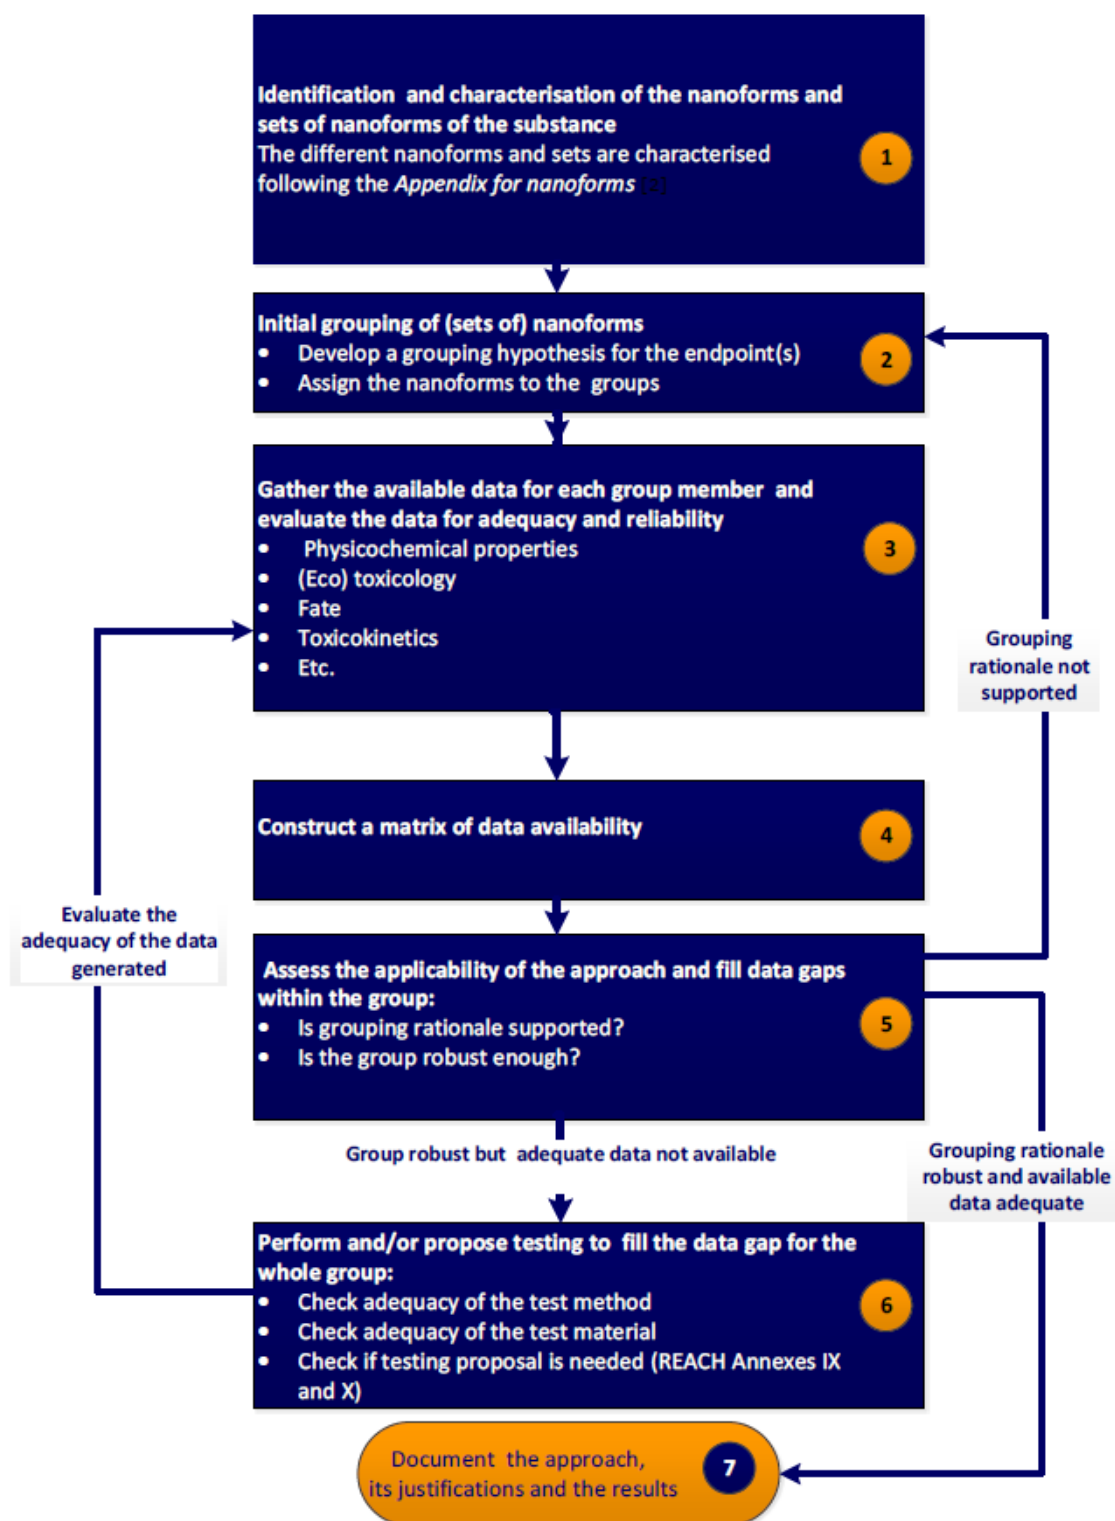 Identification and characterisation of the nanoforms and
sets of nanoforms of the substance
The different nanoforms and sets are characterised
following the Appendix for nanoforms [2]
1
Initial grouping of (sets of) nanoforms
• Develop a grouping hypothesis for the endpoint(s)
• Assign the nanoforms to the groups
2
Gather the available data for each group member and
evaluate the data for adequacy and reliability
• Physicochemical properties
• (Eco) toxicology
• Fate
• Toxicokinetics
• Etc.
3
Grouping
rationale not
supported
Construct a matrix of data availability
4
Evaluate the
adequacy of the data
generated
Assess the applicability of the approach and fill data gaps
within the group:
• Is grouping rationale supported?
• Is the group robust enough?
5
Group robust but adequate data not available
Grouping rationale
robust and available
data adequate
Perform and/or propose testing to fill the data gap for the
whole group:
• Check adequacy of the test method
• Check adequacy of the test material
• Check if testing proposal is needed (REACH Annexes IX
and X)
6
Document the approach,
its justifications and the results
7